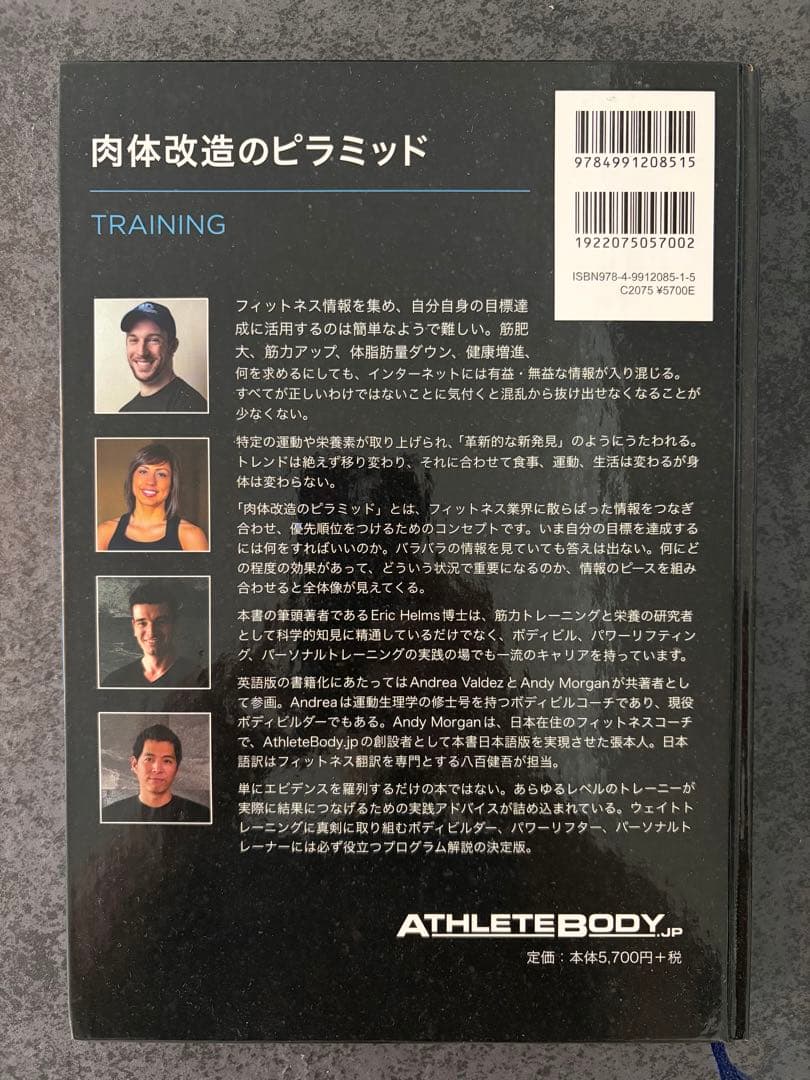 肉体改造のピラミッド
TRAINING
9784991208515
1922075057002
ISBN978-4-9912085-1-5
C2075 ¥5700E
フィットネス情報を集め、自分自身の目標達
成に活用するのは簡単なようで難しい。筋肥
大、筋力アップ、体脂肪量ダウン、健康増進、
何を求めるにしても、インターネットには有益・無益な情報が入り混じる。
すべてが正しいわけではないことに気付くと混乱から抜け出せなくなることが
少なくない。
特定の運動や栄養素が取り上げられ、「革新的な新発見」のようにうたわれる。
トレンドは絶えず移り変わり、それに合わせて食事、運動、生活は変わるが身
体は変わらない。
「肉体改造のピラミッド」とは、フィットネス業界に散らばった情報をつなぎ
合わせ、優先順位をつけるためのコンセプトです。いま自分の目標を達成する
には何をすればいいのか。バラバラの情報を見ていても答えは出ない。何にど
の程度の効果があって、どういう状況で重要になるのか、情報のピースを組み
合わせると全体像が見えてくる。
本書の筆頭著者であるEric Helms博士は、筋力トレーニングと栄養の研究者
として科学的知見に精通しているだけでなく、ボディビル、パワーリフティン
グ、パーソナルトレーニングの実践の場でも一流のキャリアを持っています。
英語版の書籍化にあたってはAndrea ValdezとAndy Morganが共著者とし
て参画。Andreaは運動生理学の修士号を持つボディビルコーチであり、現役
ボディビルダーでもある。Andy Morganは、日本在住のフィットネスコーチ
で、AthleteBody.jpの創設者として本書日本語版を実現させた張本人。日本
語訳はフィットネス翻訳を専門とする八百健吾が担当。
単にエビデンスを羅列するだけの本ではない。あらゆるレベルのトレーニーが
実際に結果につなげるための実践アドバイスが詰め込まれている。ウェイトト
レーニングに真剣に取り組むボディビルダー、パワーリフター、パーソナルト
レーナーには必ず役立つプログラム解説の決定版。
ATHLETEBODY.JP
定価：本体5,700円＋税